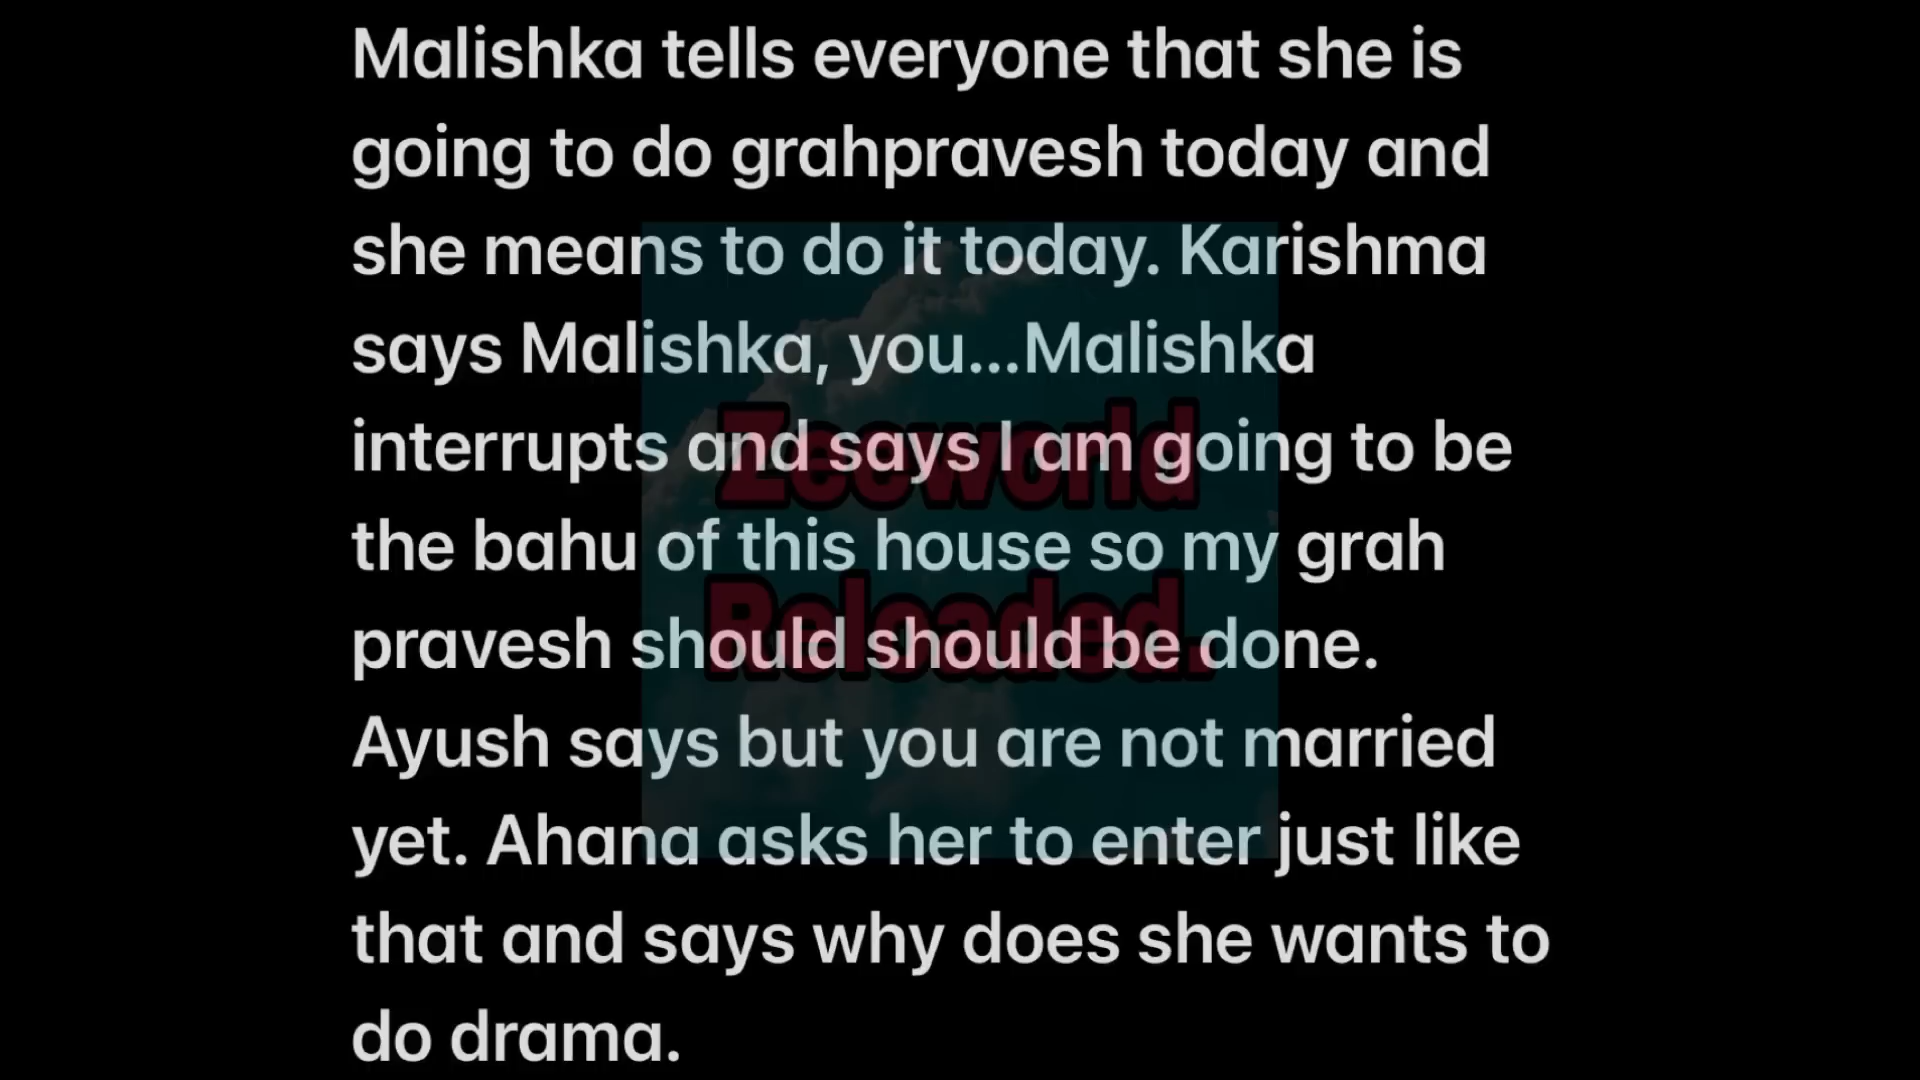 Malishka tells everyone that she is
going to do grahpravesh today and
she means to do it today. Karishma
says Malishka, you...Malishka
interrupts and says I am going to be
the bahu of this house so my grah
pravesh should should be done.
Ayush says but you are not married
yet. Ahana asks her to enter just like
that and says why does she wants to
do drama.
Zeeworld
Reloaded.